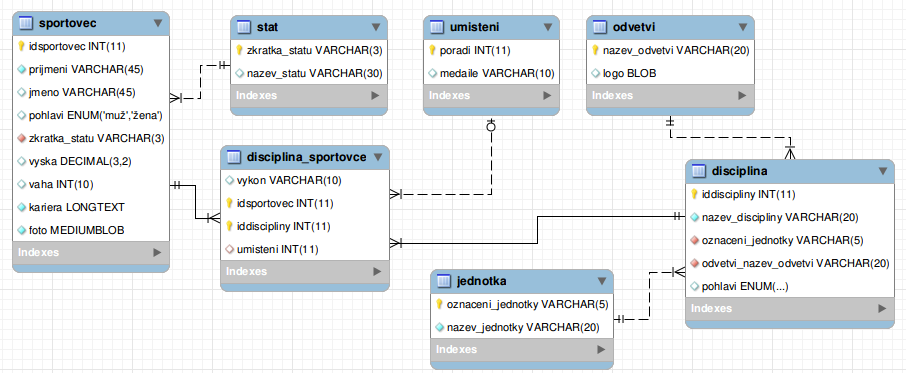 sportovec
idsportovec INT(11)
prijmeni VARCHAR(45)
jmeno VARCHAR(45)
pohlavi ENUM('muž','žena')
zkratka_statu VARCHAR(3)
vyska DECIMAL(3,2)
vaha INT(10)
kariera LONGTEXT
foto MEDIUMBLOB
Indexes
stat
zkratka_statu VARCHAR(3)
nazev_statu VARCHAR(30)
Indexes
umisteni
poradi INT(11)
medaile VARCHAR(10)
Indexes
odvetvi
nazev_odvetvi VARCHAR(20)
logo BLOB
Indexes
disciplina_sportovce
vykon VARCHAR(10)
idsportovec INT(11)
iddiscipliny INT(11)
umisteni INT(11)
Indexes
disciplina
iddiscipliny INT(11)
nazev_discipliny VARCHAR(20)
oznaceni_jednotky VARCHAR(5)
odvetvi_nazev_odvetvi VARCHAR(20)
pohlavi ENUM(...)
Indexes
jednotka
oznaceni_jednotky VARCHAR(5)
nazev_jednotky VARCHAR(20)
Indexes